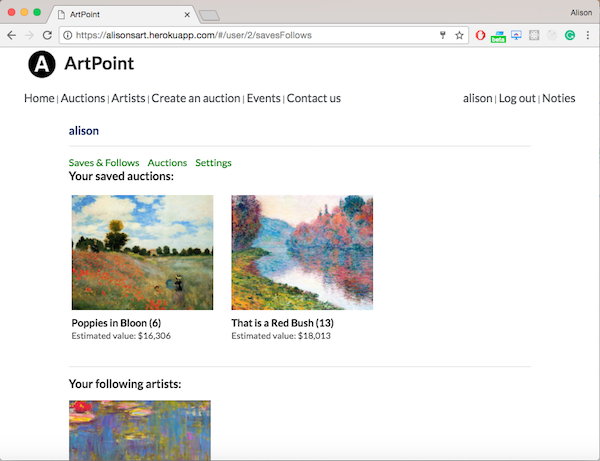 ArtPoint
Alison
https://alisonsart.herokuapp.com/#/user/2/savesFollows
beta
A ArtPoint
Home | Auctions | Artists | Create an auction | Events | Contact us
alison | Log out | Noties
alison
Saves & Follows Auctions Settings
Your saved auctions:
Poppies in Bloon (6)
Estimated value: $16,306
That is a Red Bush (13)
Estimated value: $18,013
Your following artists: